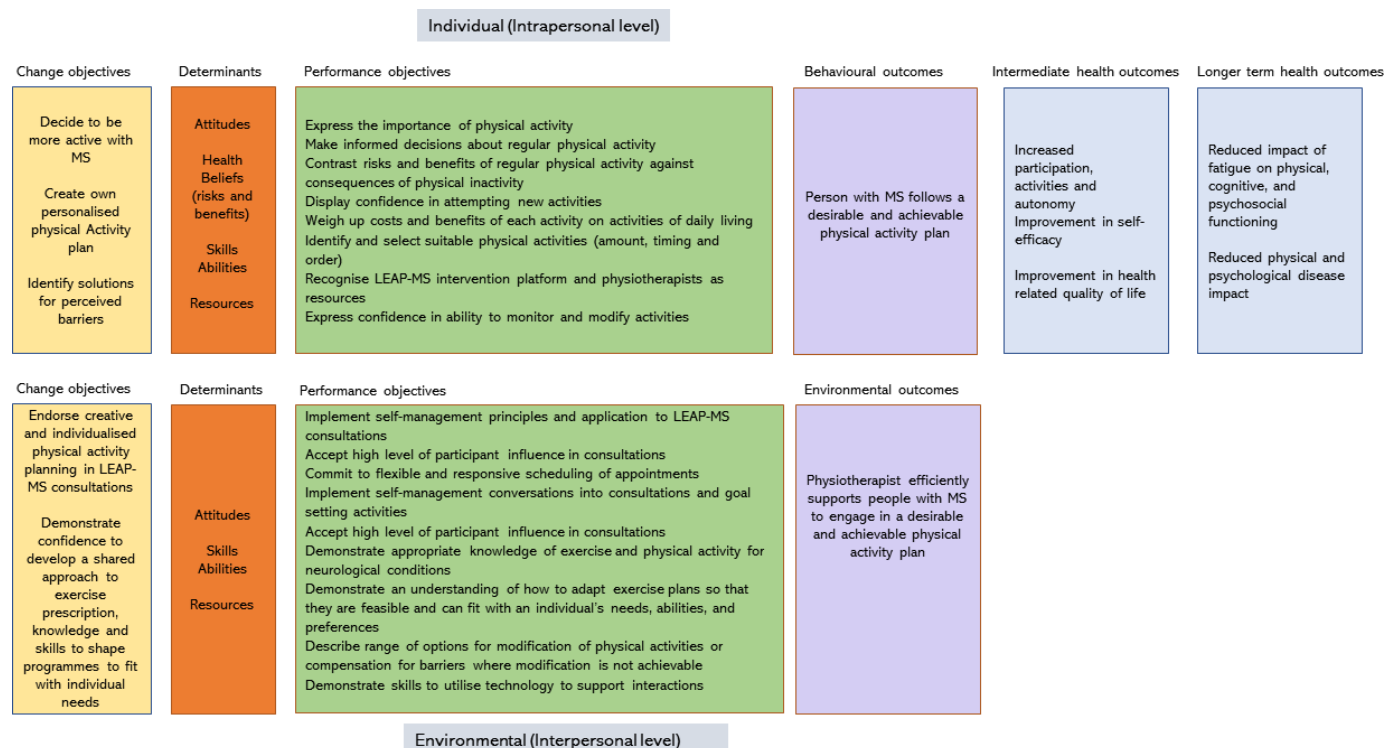 Individual (Intrapersonal level)
Change objectives
Determinants
Performance objectives
Behavioural outcomes
Intermediate health outcomes
Longer term health outcomes
Decide to be
more active with
MS
Create own
personalised
physical Activity
plan
Identify solutions
for perceived
barriers
Attitudes
Health
Beliefs
(risks and
benefits)
Skills
Abilities
Resources
Express the importance of physical activity
Make informed decisions about regular physical activity
Contrast risks and benefits of regular physical activity against
consequences of physical inactivity
Display confidence in attempting new activities
Weigh up costs and benefits of each activity on activities of daily living
Identify and select suitable physical activities (amount, timing and
order)
Recognise LEAP-MS intervention platform and physiotherapists as
resources
Express confidence in ability to monitor and modify activities
Person with MS follows a
desirable and achievable
physical activity plan
Increased
participation,
activities and
autonomy
Improvement in self-
efficacy
Improvement in health
related quality of life
Reduced impact of
fatigue on physical,
cognitive, and
psychosocial
functioning
Reduced physical and
psychological disease
impact
Change objectives
Determinants
Performance objectives
Environmental outcomes
Endorse creative
and individualised
physical activity
planning in LEAP-
MS consultations
Demonstrate
confidence to
develop a shared
approach to
exercise
prescription,
knowledge and
skills to shape
programmes to fit
with individual
needs
Attitudes
Skills
Abilities
Resources
Implement self-management principles and application to LEAP-MS
consultations
Accept high level of participant influence in consultations
Commit to flexible and responsive scheduling of appointments
Implement self-management conversations into consultations and goal
setting activities
Accept high level of participant influence in consultations
Demonstrate appropriate knowledge of exercise and physical activity for
neurological conditions
Demonstrate an understanding of how to adapt exercise plans so that
they are feasible and can fit with an individual's needs, abilities, and
preferences
Describe range of options for modification of physical activities or
compensation for barriers where modification is not achievable
Demonstrate skills to utilise technology to support interactions
Physiotherapist efficiently
supports people with MS
to engage in a desirable
and achievable physical
activity plan
Environmental (Interpersonal level)